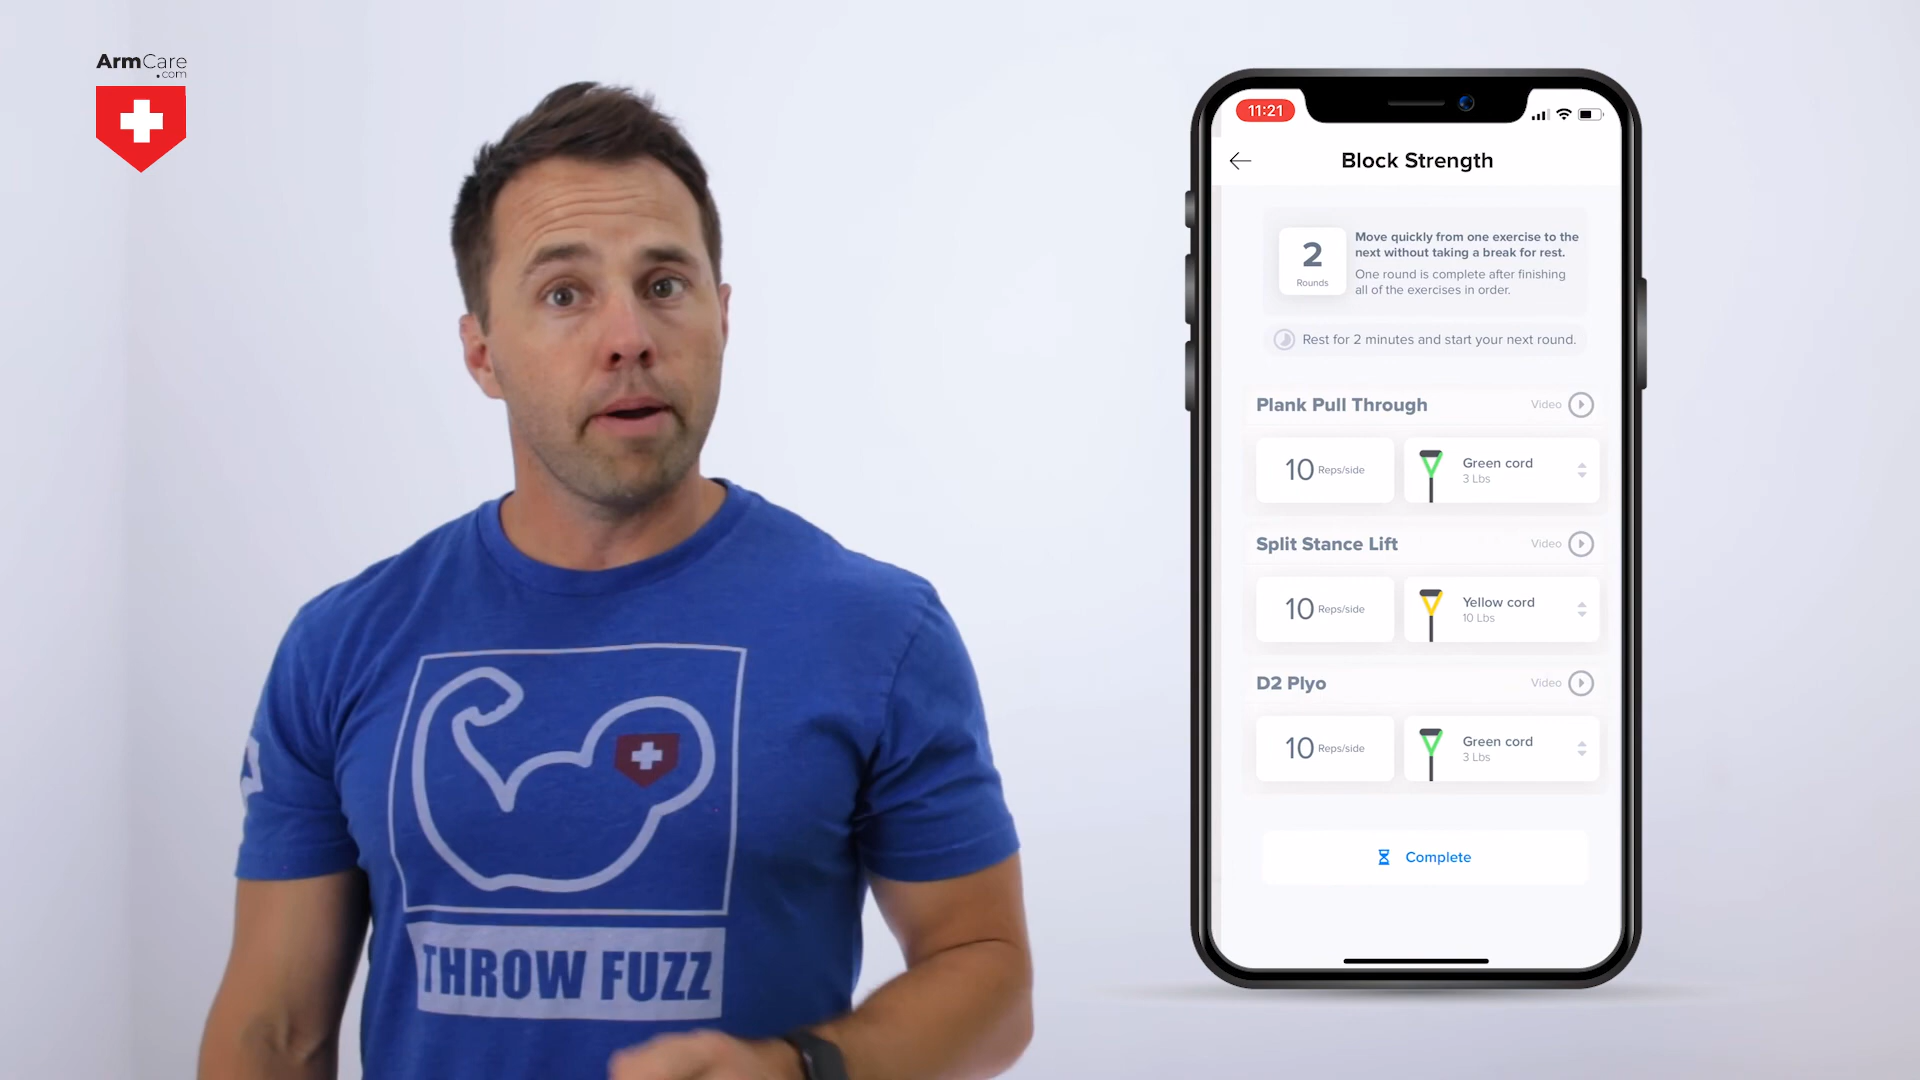 ArmCare
.com
THROW FUZZ
11:21
Block Strength
2
Rounds
Move quickly from one exercise to the
next without taking a break for rest.
One round is complete after finishing
all of the exercises in order.
Rest for 2 minutes and start your next round.
Plank Pull Through
Video
10 Reps/side
Green cord
3 Lbs
Split Stance Lift
Video
10 Reps/side
Yellow cord
10 Lbs
D2 Plyo
Video
10 Reps/side
Green cord
3 Lbs
Complete